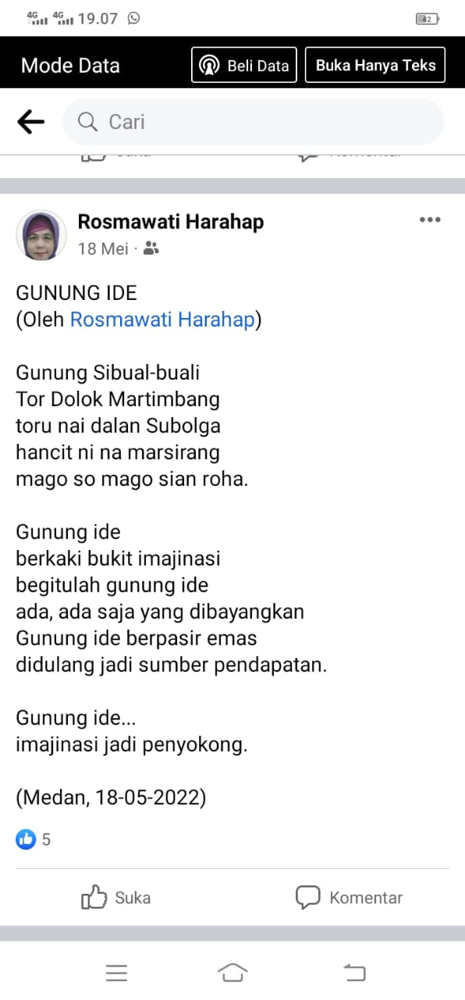 4G 4G 19.07 42
Mode Data Beli Data Buka Hanya Teks
Cari
Rosmawati Harahap
18 Mei ·
GUNUNG IDE
(Oleh Rosmawati Harahap)
Gunung Sibual-buali
Tor Dolok Martimbang
toru nai dalan Subolga
hancit ni na marsirang
mago so mago sian roha.
Gunung ide
berkaki bukit imajinasi
begitulah gunung ide
ada, ada saja yang dibayangkan
Gunung ide berpasir emas
didulang jadi sumber pendapatan.
Gunung ide...
imajinasi jadi penyokong.
(Medan, 18-05-2022)
5
Suka Komentar